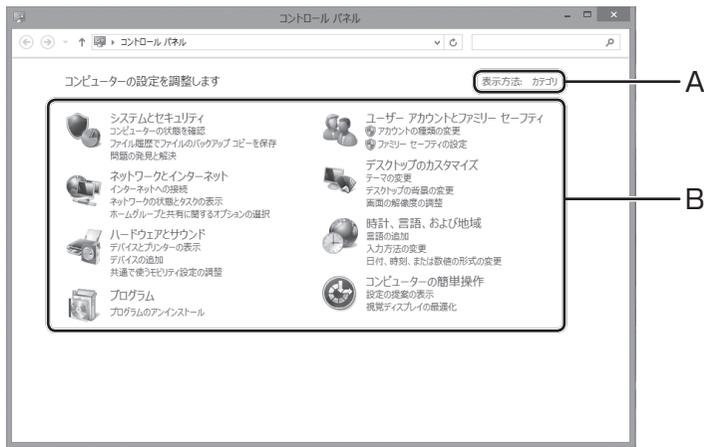 コントロール パネル
コントロール パネル
コンピューターの設定を調整します
表示方法: カテゴリ
A
システムとセキュリティ
コンピューターの状態を確認
ファイル履歴でファイルのバックアップ コピーを保存
問題の発見と解決
ネットワークとインターネット
インターネットへの接続
ネットワークの状態とタスクの表示
ホームグループと共有に関するオプションの選択
ハードウェアとサウンド
デバイスとプリンターの表示
デバイスの追加
共通で使うモビリティ設定の調整
プログラム
プログラムのアンインストール
ユーザー アカウントとファミリー セーフティ
アカウントの種類の変更
ファミリー セーフティの設定
デスクトップのカスタマイズ
テーマの変更
デスクトップの背景の変更
画面の解像度の調整
時計、言語、および地域
言語の追加
入力方法の変更
日付、時刻、または数値の形式の変更
コンピューターの簡単操作
設定の提案の表示
視覚ディスプレイの最適化
B